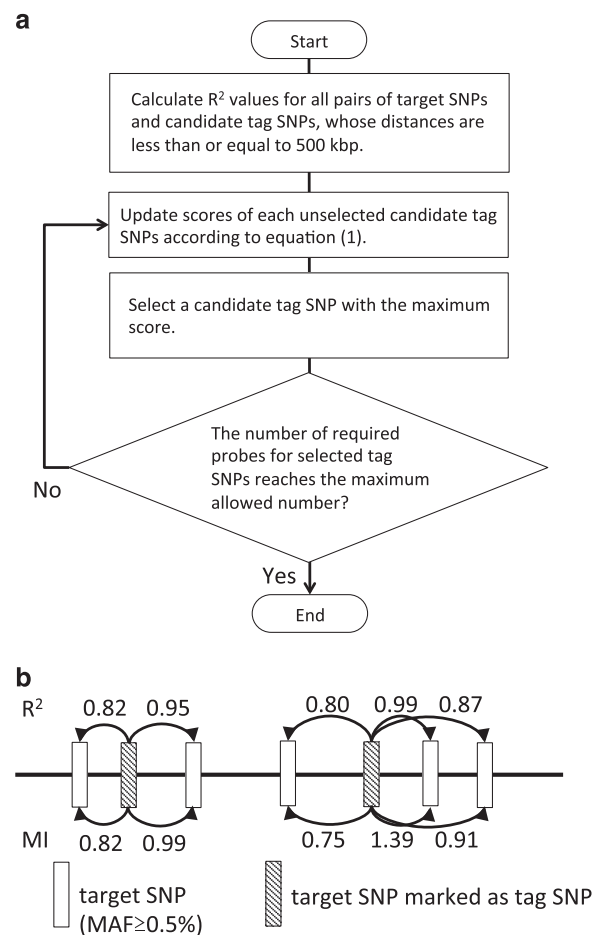 a
Start
Calculate R² values for all pairs of target SNPs
and candidate tag SNPs, whose distances are
less than or equal to 500 kbp.
Update scores of each unselected candidate tag
SNPs according to equation (1).
Select a candidate tag SNP with the maximum
score.
The number of required
probes for selected tag
SNPs reaches the maximum
allowed number?
No
Yes
End
b
R² 0.82 0.95 0.80 0.99 0.87
MI 0.82 0.99 0.75 1.39 0.91
target SNP
(MAF≥0.5%)
target SNP marked as tag SNP